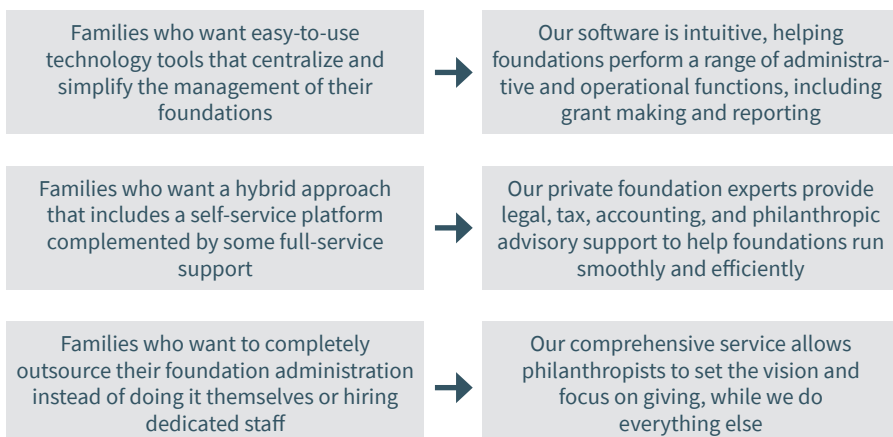 Families who want easy-to-use
technology tools that centralize and
simplify the management of their
foundations
Our software is intuitive, helping
foundations perform a range of administra-
tive and operational functions, including
grant making and reporting
Families who want a hybrid approach
that includes a self-service platform
complemented by some full-service
support
Our private foundation experts provide
legal, tax, accounting, and philanthropic
advisory support to help foundations run
smoothly and efficiently
Families who want to completely
outsource their foundation administration
instead of doing it themselves or hiring
dedicated staff
Our comprehensive service allows
philanthropists to set the vision and
focus on giving, while we do
everything else